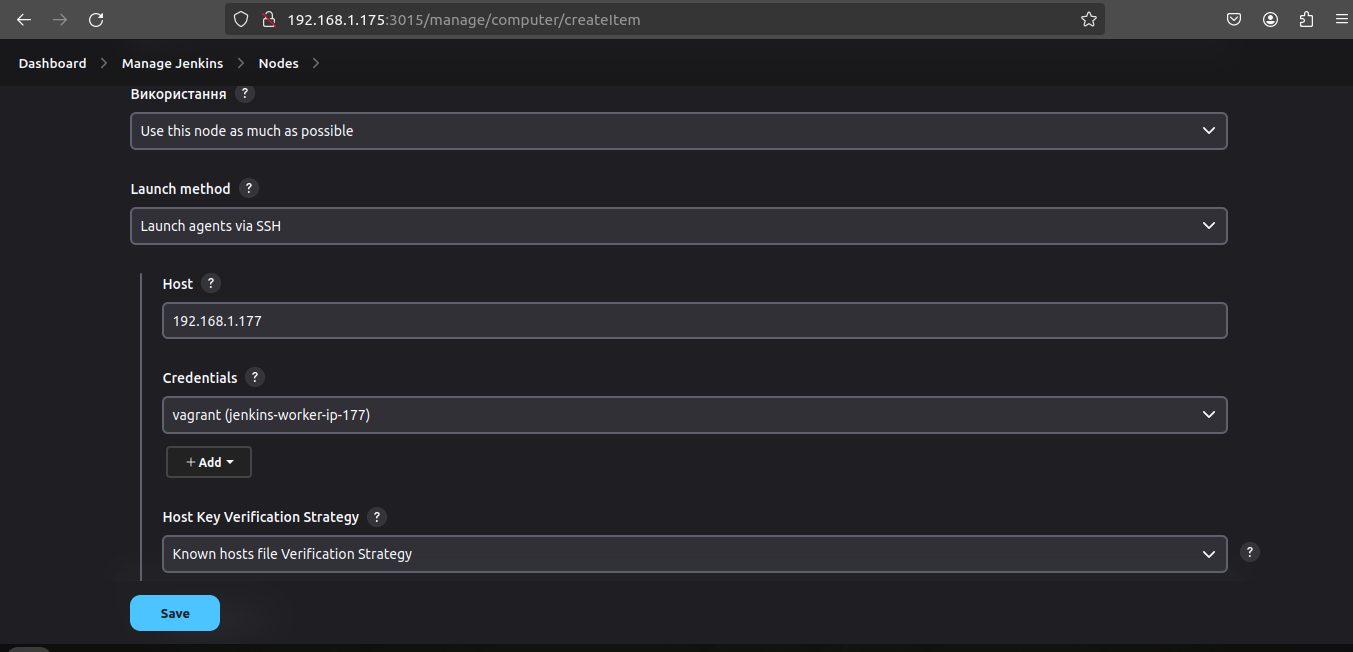 192.168.1.175:3015/manage/computer/createItem
Dashboard > Manage Jenkins > Nodes >
Використання ?
Use this node as much as possible
Launch method ?
Launch agents via SSH
Host ?
192.168.1.177
Credentials ?
vagrant (jenkins-worker-ip-177)
+ Add
Host Key Verification Strategy ?
Known hosts file Verification Strategy
?
Save